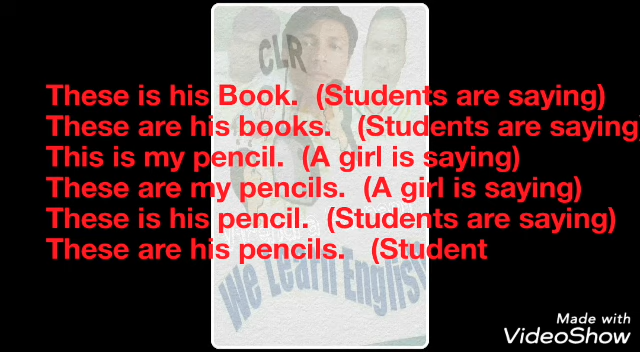 CLR
These is his Book. (Students are saying)
These are his books. (Students are saying
This is my pencil. (A girl is saying)
These are my pencils. (A girl is saying)
These is his pencil. (Students are saying)
These are his pencils. (Student
We Learn English
Made with
VideoShow